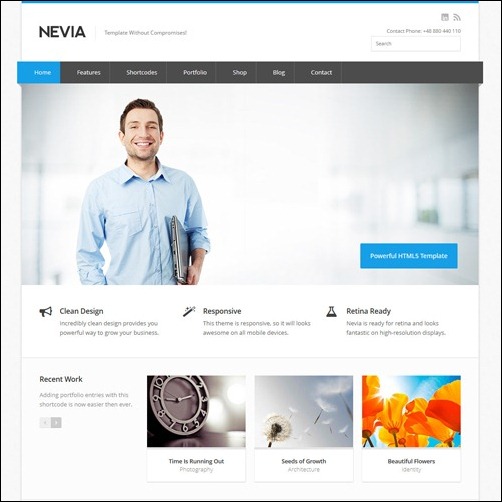 NEVIA
Template Without Compromises!
Contact Phone: +48 880 440 110
Search
Home Features Shortcodes Portfolio Shop Blog Contact
Powerful HTML5 Template
Clean Design
Incredibly clean design provides you
powerful way to grow your business.
Responsive
This theme is responsive, so it will looks
awesome on all mobile devices.
Retina Ready
Nevia is ready for retina and looks
fantastic on high-resolution displays.
Recent Work
Adding portfolio entries with this
shortcode is now easier then ever.
Time Is Running Out
Photography
Seeds of Growth
Architecture
Beautiful Flowers
Identity